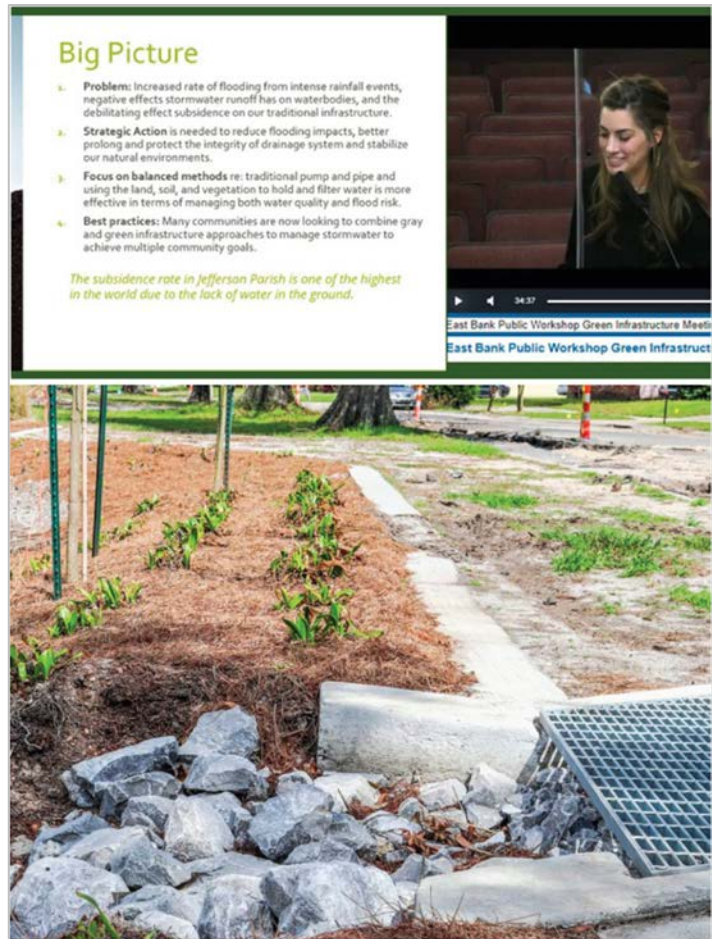 Big Picture
1. Problem: Increased rate of flooding from intense rainfall events,
negative effects stormwater runoff has on waterbodies, and the
debilitating effect subsidence on our traditional infrastructure.
2. Strategic Action is needed to reduce flooding impacts, better
prolong and protect the integrity of drainage system and stabilize
our natural environments.
3. Focus on balanced methods re: traditional pump and pipe and
using the land, soil, and vegetation to hold and filter water is more
effective in terms of managing both water quality and flood risk.
4. Best practices: Many communities are now looking to combine gray
and green infrastructure approaches to manage stormwater to
achieve multiple community goals.
The subsidence rate in Jefferson Parish is one of the highest
in the world due to the lack of water in the ground.
34:37
East Bank Public Workshop Green Infrastructure Meeti
East Bank Public Workshop Green Infrastruct